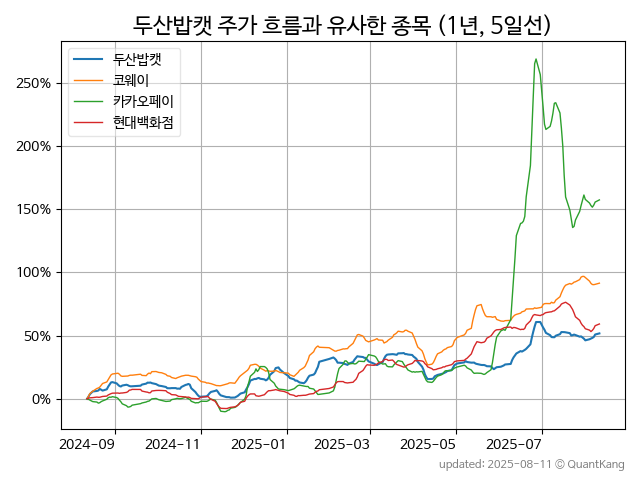 두산밥캣 주가 흐름과 유사한 종목 (1년, 5일선)
두산밥캣
코웨이
카카오페이
현대백화점
250%
200%
150%
100%
50%
0%
2024-09 2024-11 2025-01 2025-03 2025-05 2025-07
updated: 2025-08-11 © QuantKang